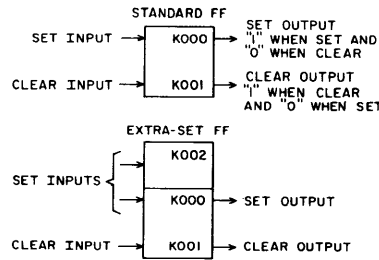 STANDARD FF
SET INPUT
K000
SET OUTPUT
"1" WHEN SET AND
"0" WHEN CLEAR
CLEAR INPUT
K001
CLEAR OUTPUT
"1" WHEN CLEAR
AND "0" WHEN SET
EXTRA-SET FF
K002
SET INPUTS
K000
SET OUTPUT
CLEAR INPUT
K001
CLEAR OUTPUT